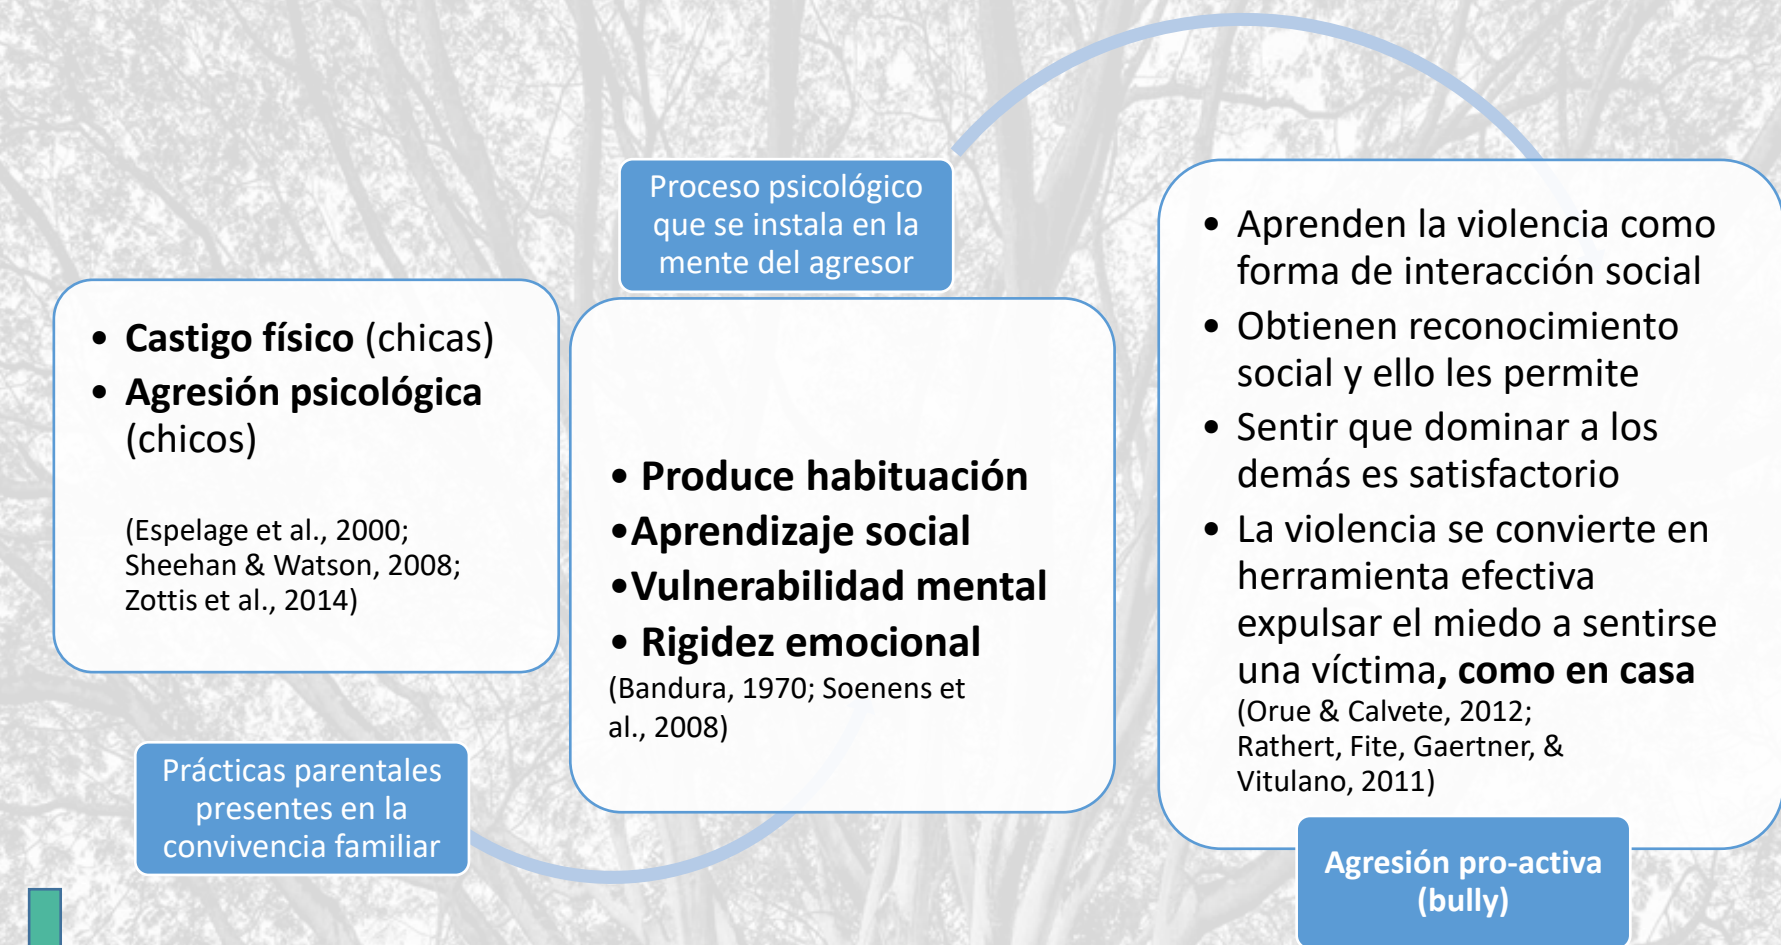 • Castigo físico (chicas)
• Agresión psicológica
(chicos)
(Espelage et al., 2000;
Sheehan & Watson, 2008;
Zottis et al., 2014)
Prácticas parentales
presentes en la
convivencia familiar
Proceso psicológico
que se instala en la
mente del agresor
• Produce habituación
•Aprendizaje social
•Vulnerabilidad mental
• Rigidez emocional
(Bandura, 1970; Soenens et
al., 2008)
• Aprenden la violencia como
forma de interacción social
• Obtienen reconocimiento
social y ello les permite
• Sentir que dominar a los
demás es satisfactorio
• La violencia se convierte en
herramienta efectiva
expulsar el miedo a sentirse
una víctima, como en casa
(Orue & Calvete, 2012;
Rathert, Fite, Gaertner, &
Vitulano, 2011)
Agresión pro-activa
(bully)